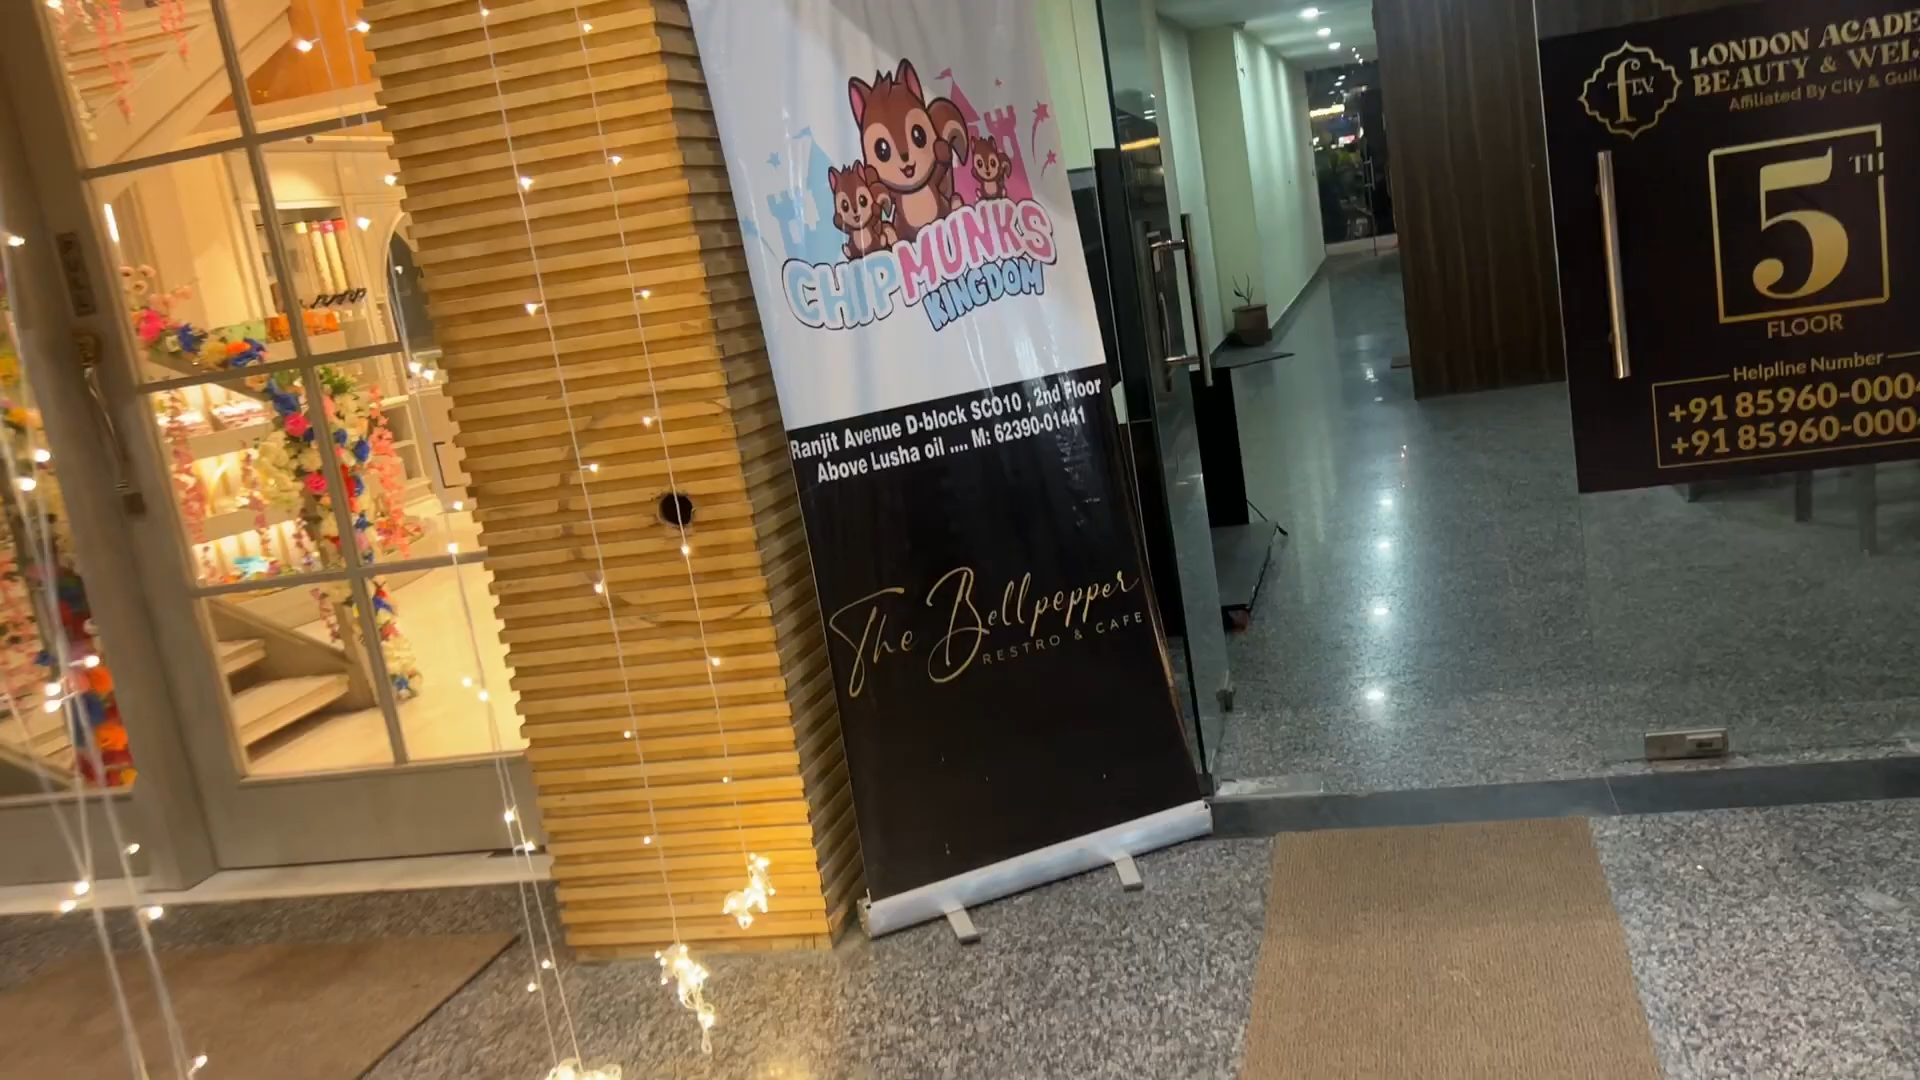 CHIPMUNKS
KINGDOM
Ranjit Avenue D-block SCO10 , 2nd Floor
Above Lusha oil .... M: 62390-01441
The Bellpepper
RESTRO & CAFE
f T.V.
LONDON ACADE
BEAUTY & WEL
Affiliated By City & Guil
5TH
FLOOR
Helpline Number
+91 85960-000
+91 85960-000